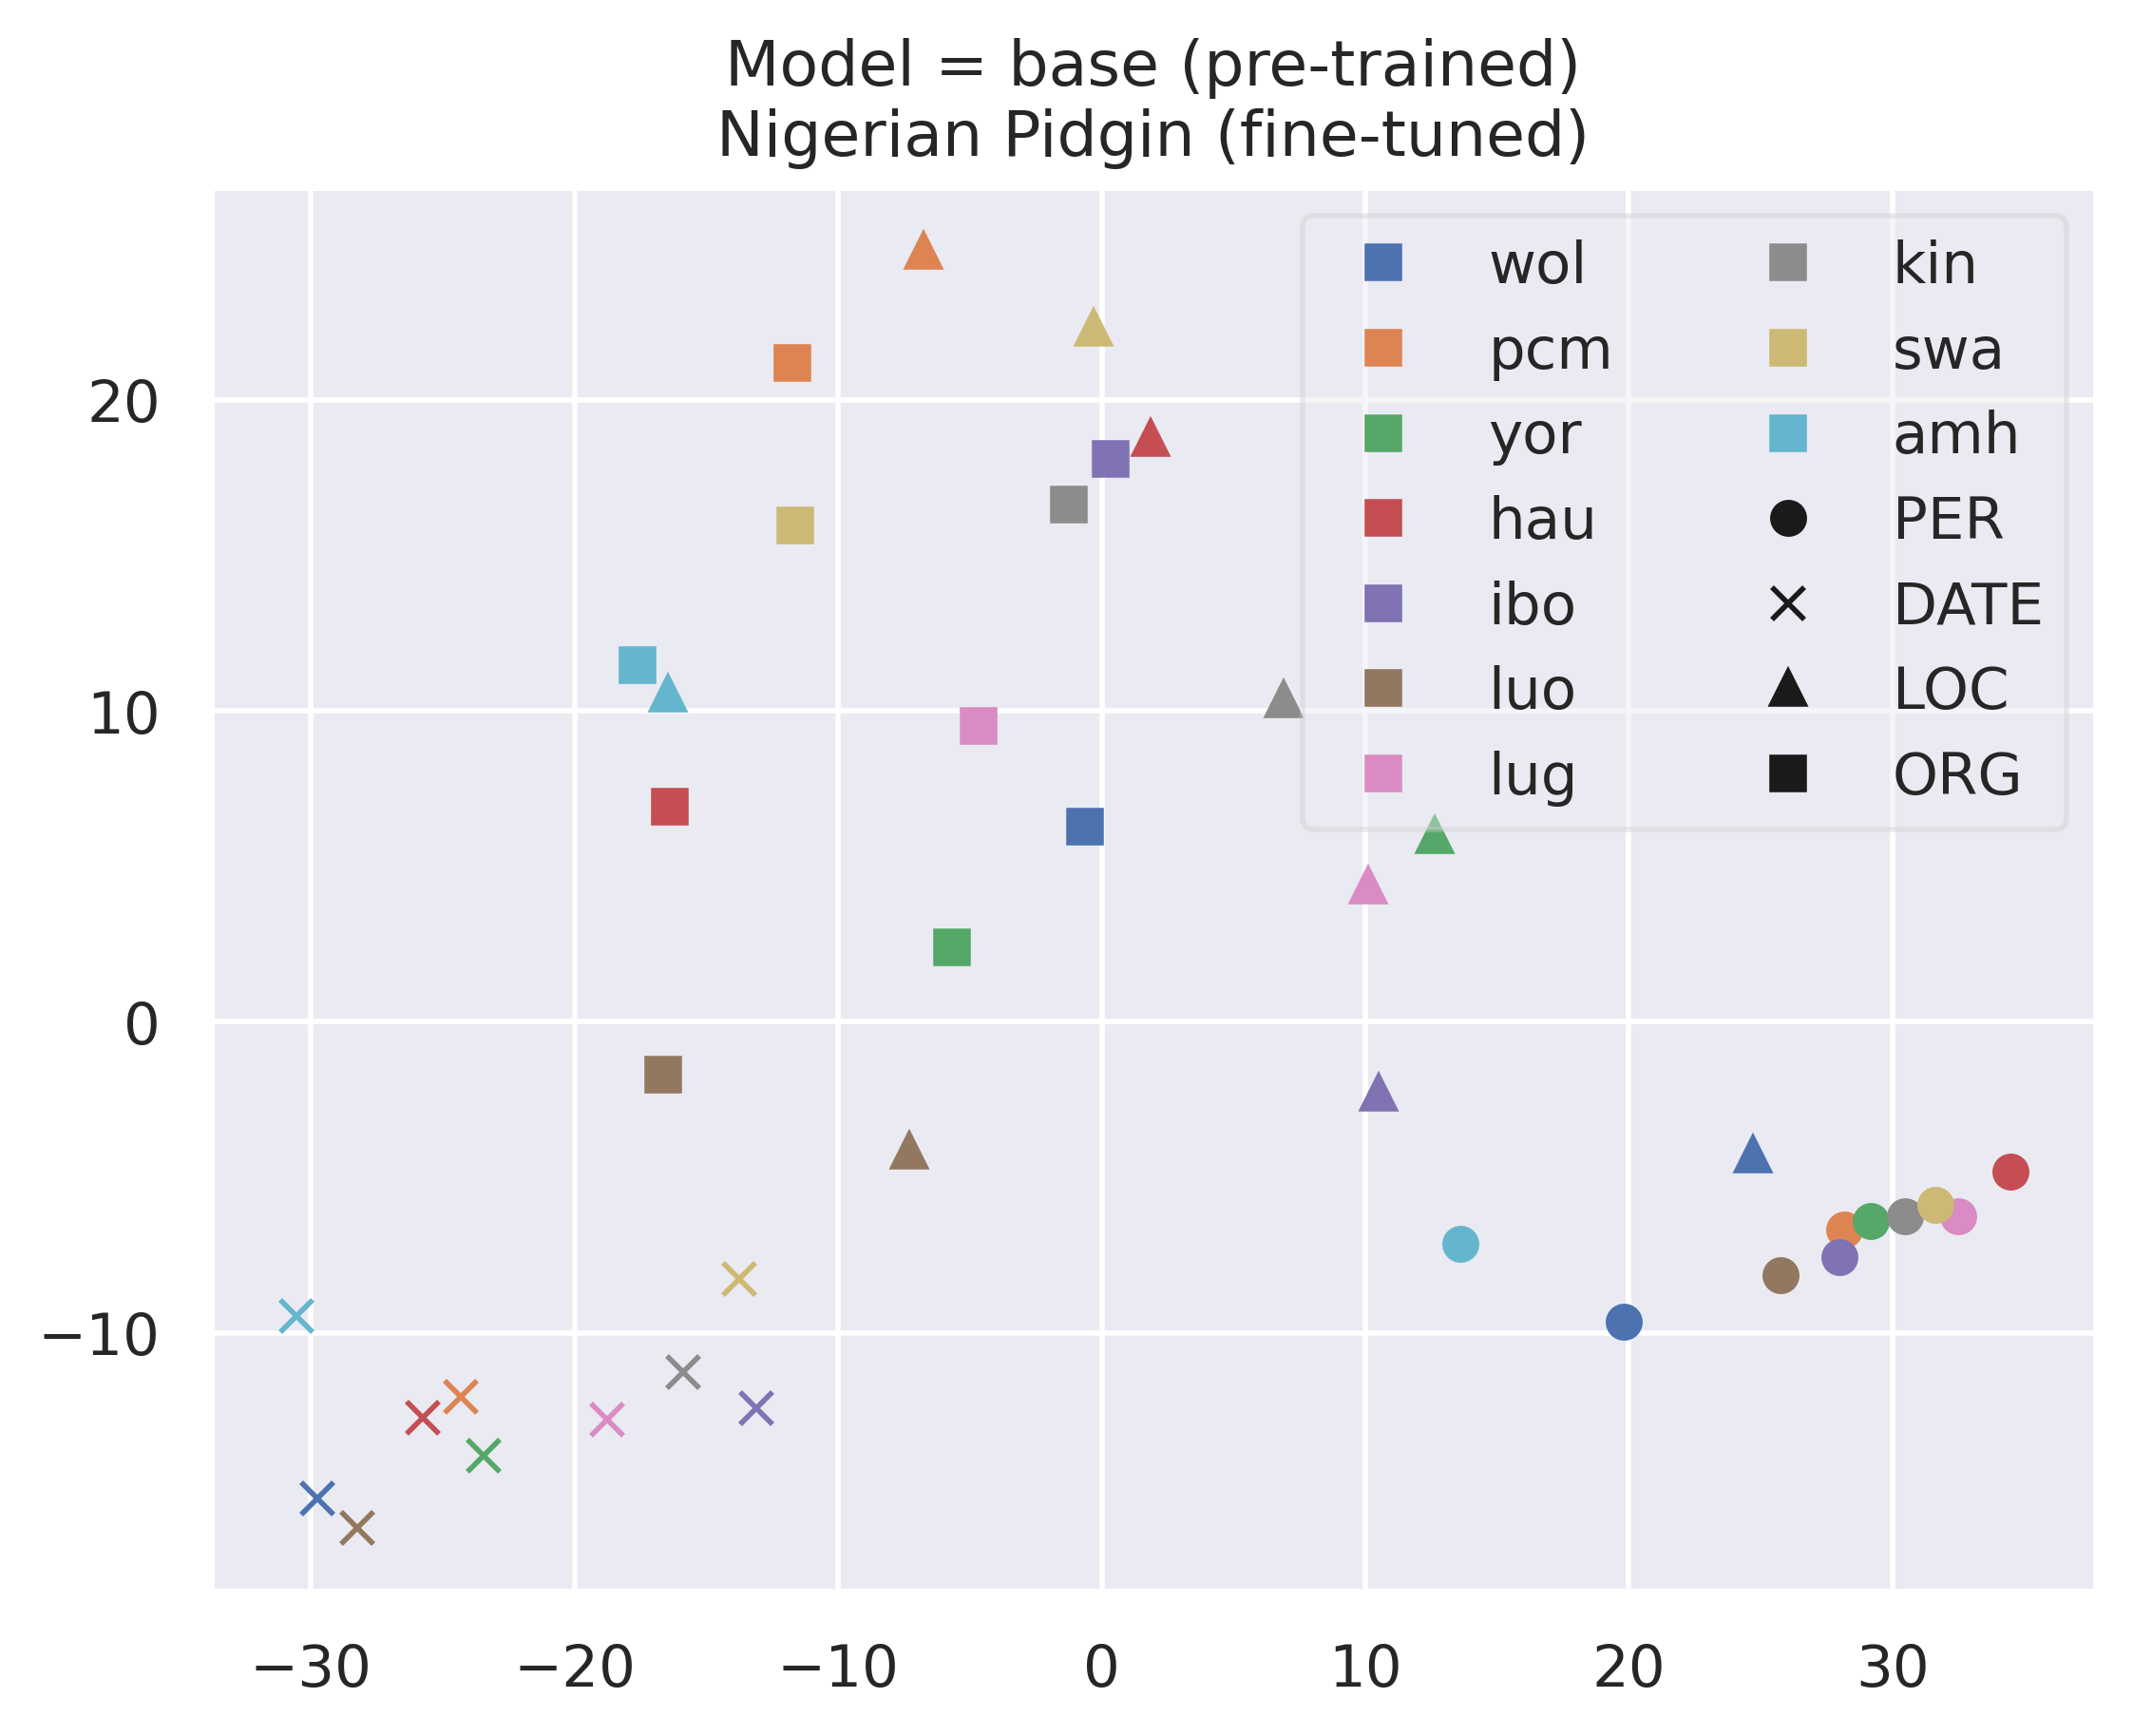 Model = base (pre-trained)
Nigerian Pidgin (fine-tuned)
wol
pcm
yor
hau
ibo
luo
lug
kin
swa
amh
PER
DATE
LOC
ORG
20
10
0
−10
−30 −20 −10 0 10 20 30